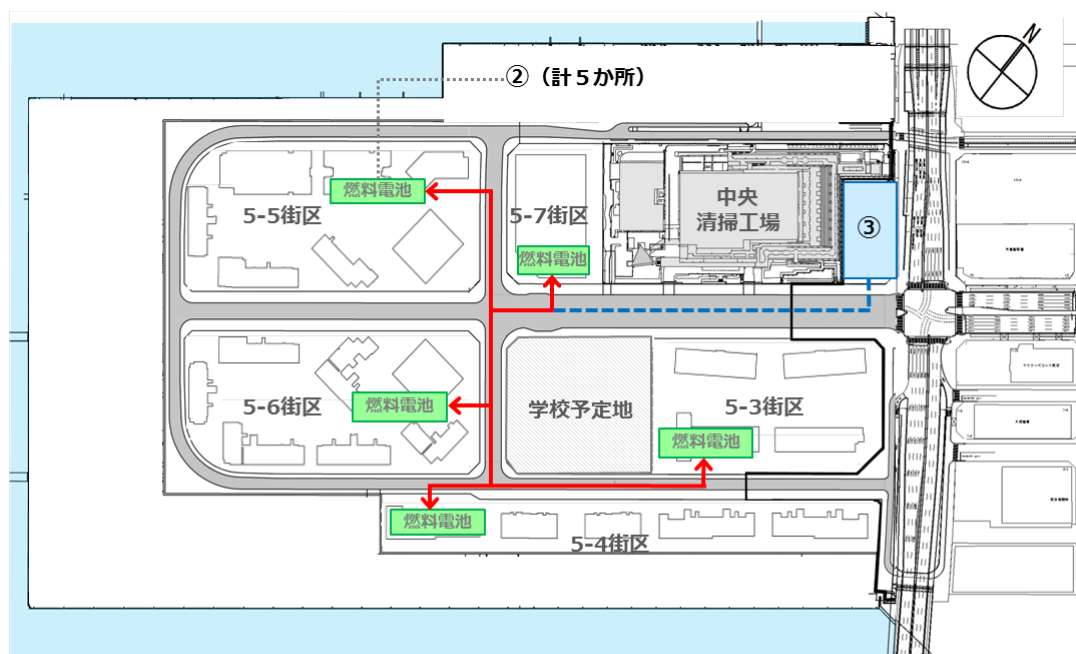 N
②（計５か所）
燃料電池
5-5街区
5-7街区
燃料電池
中央
清掃工場
③
5-6街区
燃料電池
学校予定地
5-3街区
燃料電池
燃料電池
5-4街区